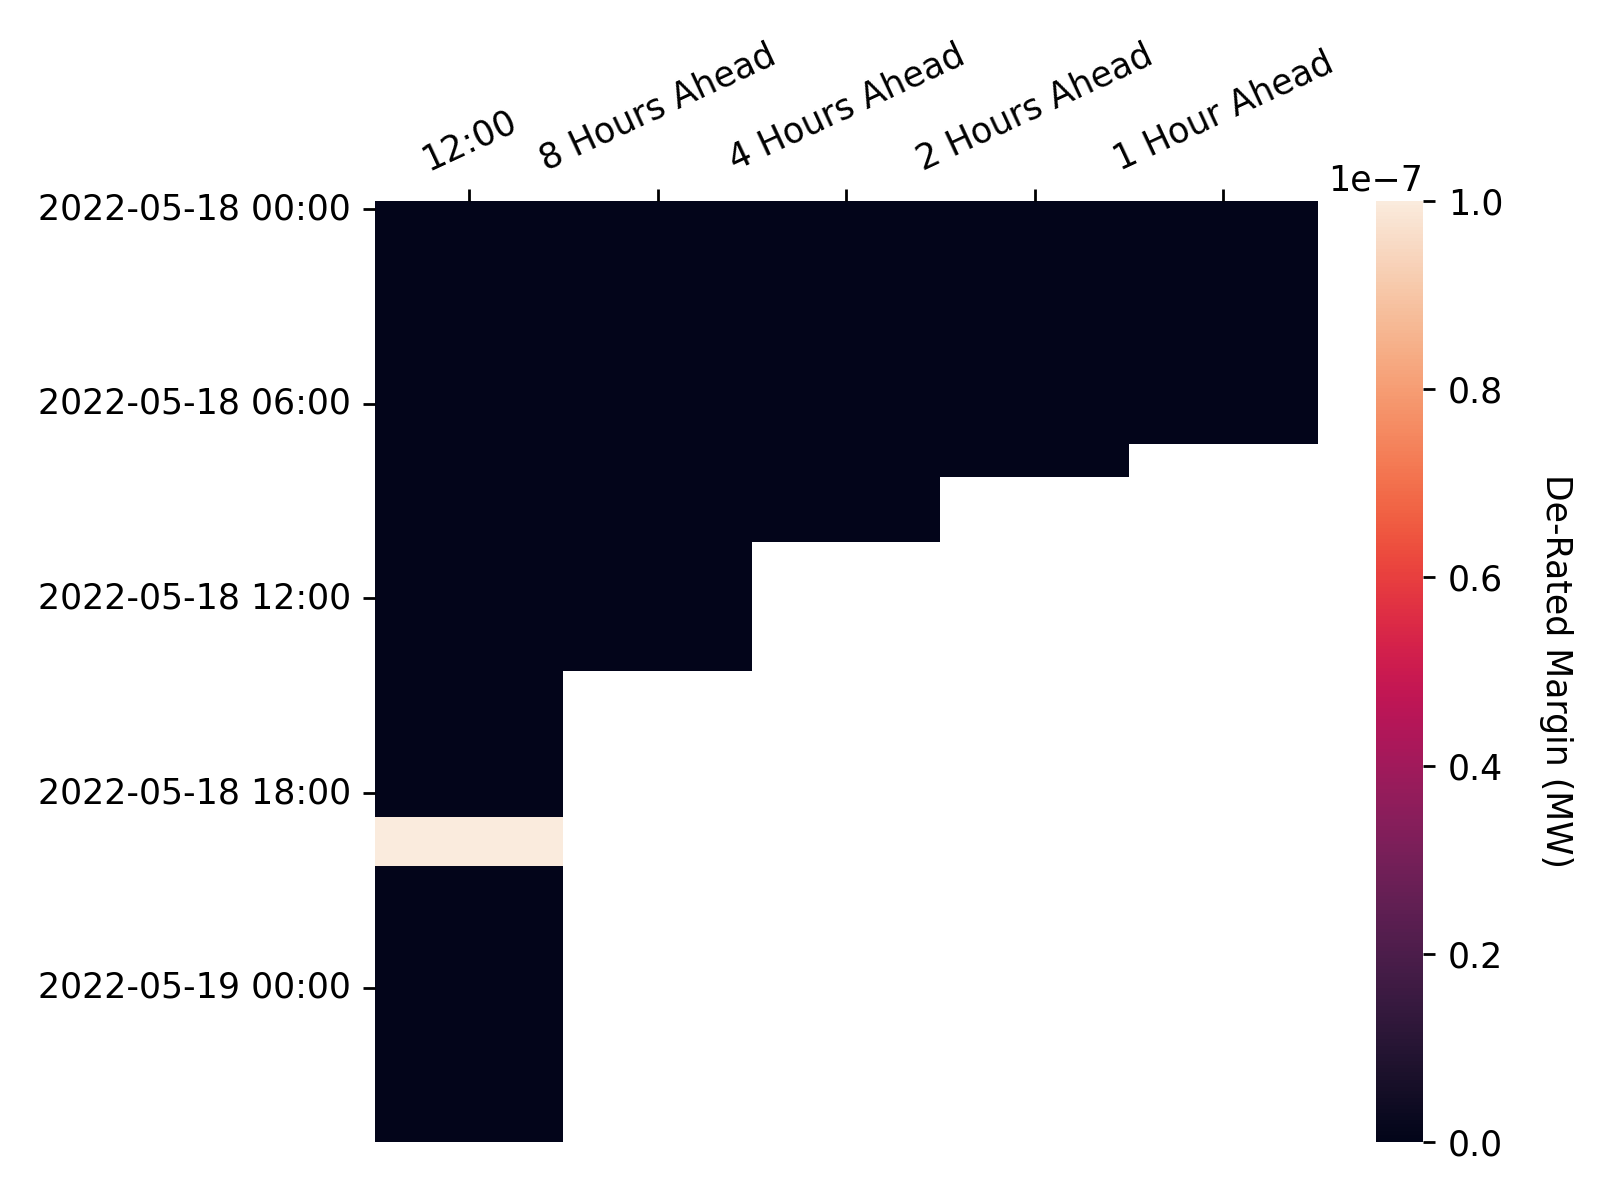 12:00
8 Hours Ahead
4 Hours Ahead
2 Hours Ahead
1 Hour Ahead
2022-05-18 00:00
2022-05-18 06:00
2022-05-18 12:00
2022-05-18 18:00
2022-05-19 00:00
1e−7
1.0
0.8
0.6
0.4
0.2
0.0
De-Rated Margin (MW)